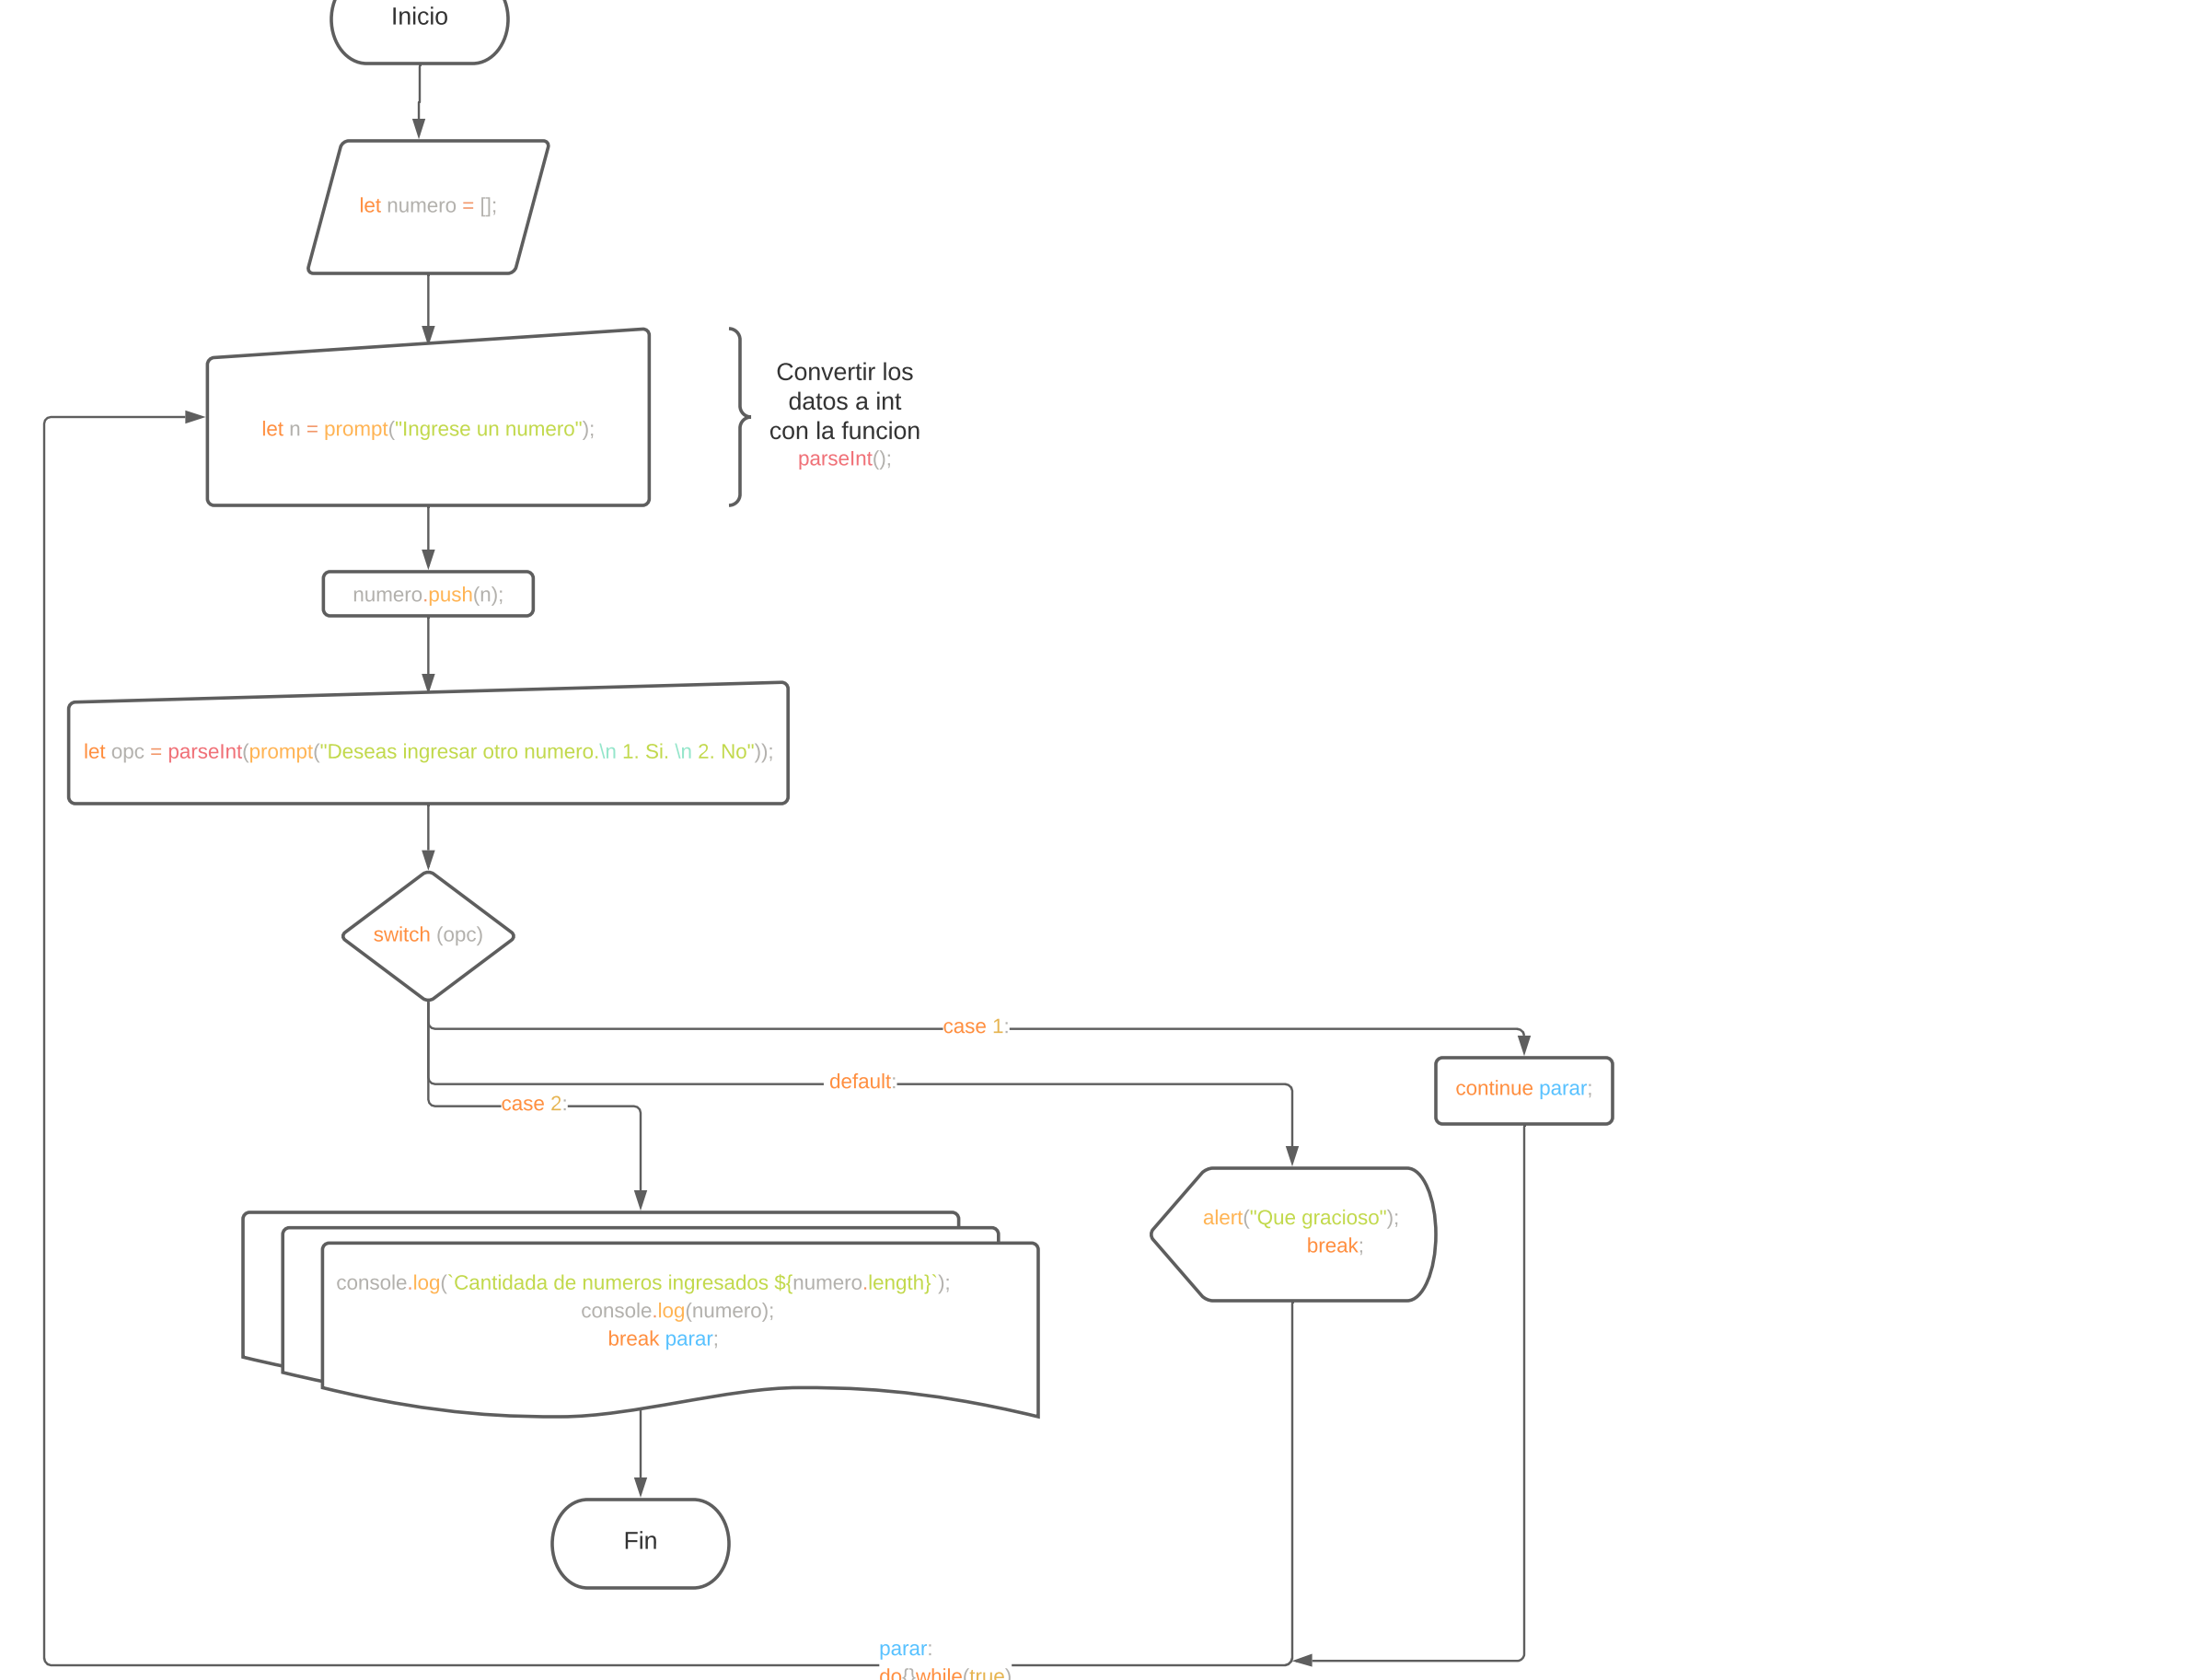 Inicio
let numero = [];
Convertir los
datos a int
con la funcion
parseInt();
let n = prompt("Ingrese un numero");
numero.push(n);
let opc = parseInt(prompt("Deseas ingresar otro numero.\n 1. Si. \n 2. No"));
switch (opc)
case 1:
default:
case 2:
continue parar;
alert("Que gracioso");
break;
console.log(`Cantidada de numeros ingresados ${numero.length}`);
console.log(numero);
break parar;
Fin
parar:
do{}while(true)